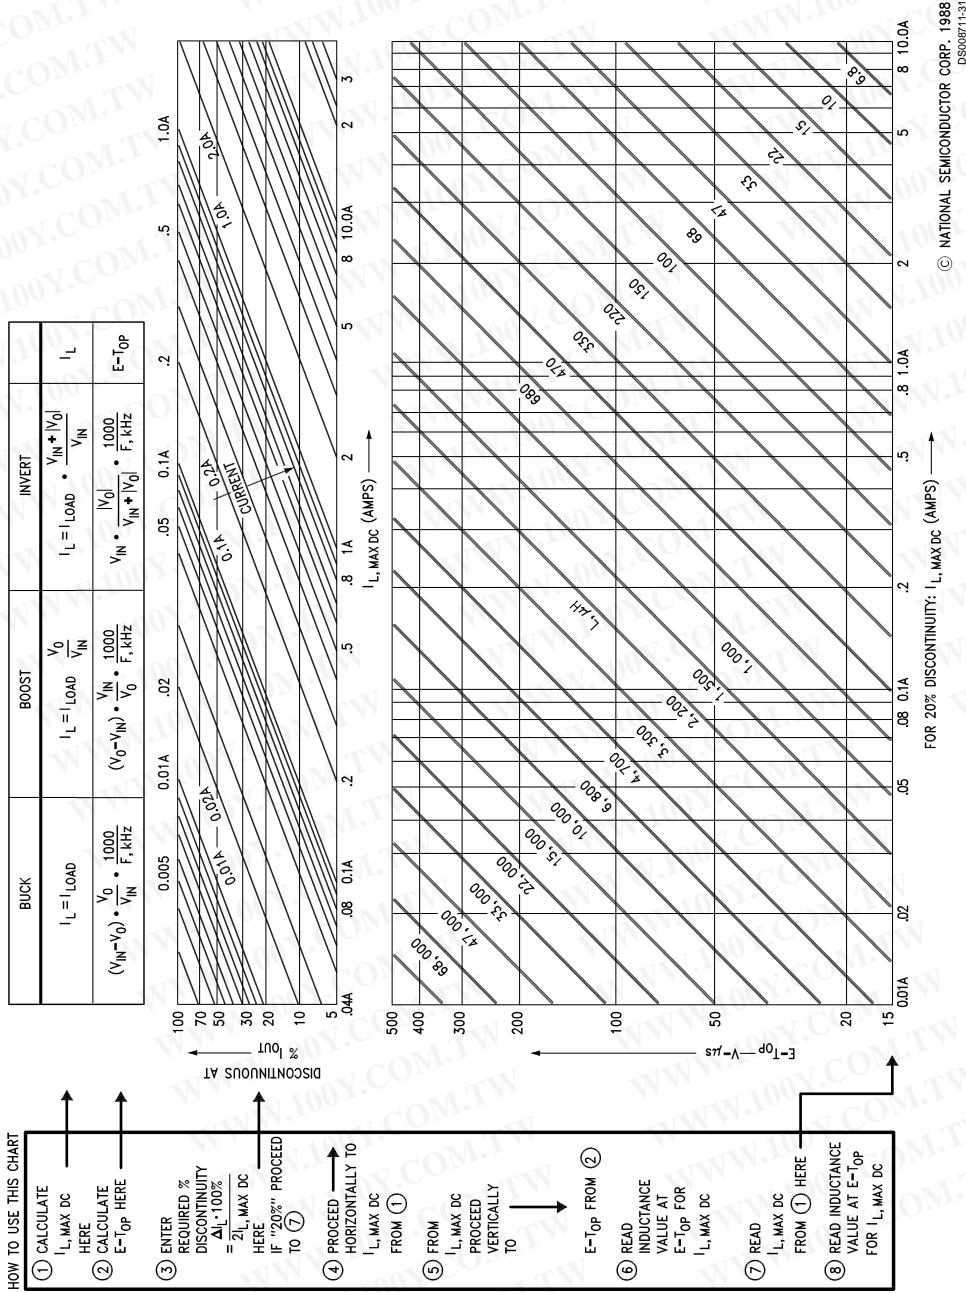 HOW TO USE THIS CHART
① CALCULATE
I_L, MAX DC
HERE
② CALCULATE
E-T_OP HERE
③ ENTER
REQUIRED %
DISCONTINUITY
= ΔI_L·100% / 2I_L, MAX DC
HERE
IF "20%" PROCEED
TO ⑦
④ PROCEED
HORIZONTALLY TO
I_L, MAX DC
FROM ①
⑤ FROM
I_L, MAX DC
PROCEED
VERTICALLY
TO
E-T_OP FROM ②
⑥ READ
INDUCTANCE
VALUE AT
E-T_OP FOR
I_L, MAX DC
⑦ READ
I_L, MAX DC
FROM ① HERE
⑧ READ INDUCTANCE
VALUE AT E-T_OP
FOR I_L, MAX DC
BUCK BOOST INVERT
I_L = I_LOAD
I_L = I_LOAD V_O / V_IN
I_L = I_LOAD • (V_IN + |V_O|) / V_IN
I_L
(V_IN-V_O) • V_O / V_IN • 1000 / F, kHz
(V_O-V_IN) • V_IN / V_O • 1000 / F, kHz
V_IN • |V_O| / (V_IN + |V_O|) • 1000 / F, kHz
E-T_OP
0.005 0.01A .02 .05 0.1A .2 .5 1.0A
DISCONTINUOUS AT
% I_OUT
100
70
50
30
20
10
5
0.01A
0.02A
0.1A
0.2A
CURRENT
1.0A
2.0A
.04A .08 0.1A .2 .5 .8 1A 2 5 8 10.0A 2 3
I_L, MAX DC (AMPS)
E-T_OP—V-μs
500
400
300
200
100
50
20
15
68,000
47,000
33,000
22,000
15,000
10,000
6,800
4,700
3,300
2,200
1,500
1,000
L, μH
680
470
330
220
150
100
68
47
33
22
15
10
6.8
0.01A .02 .05 .08 0.1A .2 .5 .8 1.0A 2 5 8 10.0A
FOR 20% DISCONTINUITY: I_L, MAX DC (AMPS)
© NATIONAL SEMICONDUCTOR CORP. 1988
DS008711-31
WWW.100Y.COM.TW